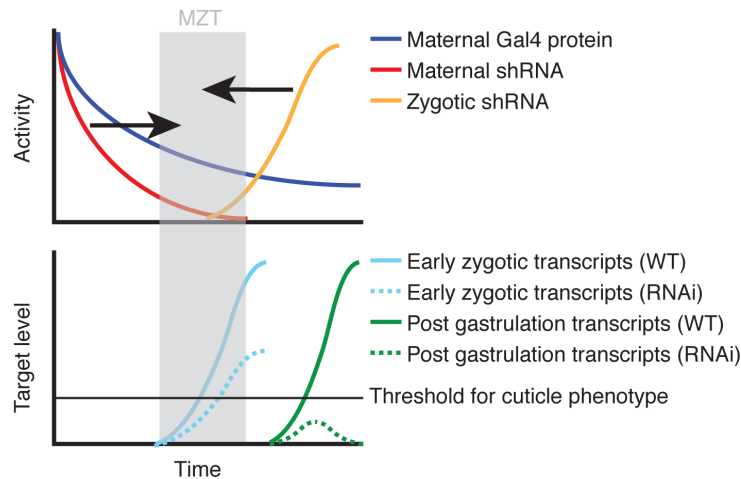 MZT
Activity
Maternal Gal4 protein
Maternal shRNA
Zygotic shRNA
Target level
Early zygotic transcripts (WT)
Early zygotic transcripts (RNAi)
Post gastrulation transcripts (WT)
Post gastrulation transcripts (RNAi)
Threshold for cuticle phenotype
Time